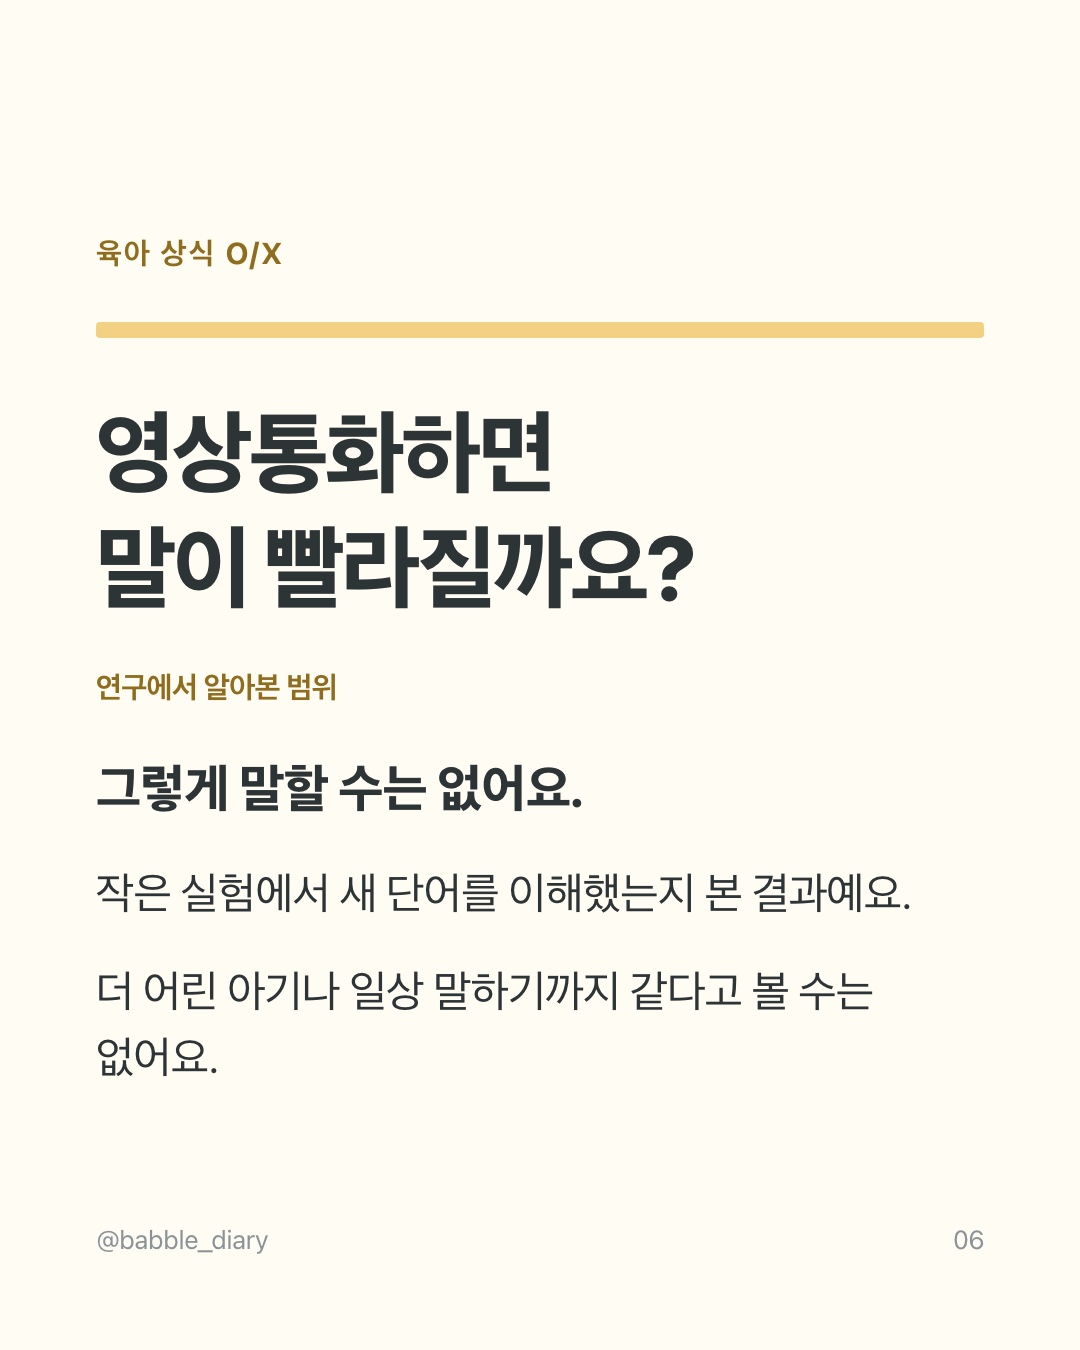 육아 상식 O/X
영상통화하면
말이 빨라질까요?
연구에서 알아본 범위
그렇게 말할 수는 없어요.
작은 실험에서 새 단어를 이해했는지 본 결과예요.
더 어린 아기나 일상 말하기까지 같다고 볼 수는
없어요.
@babble_diary
06